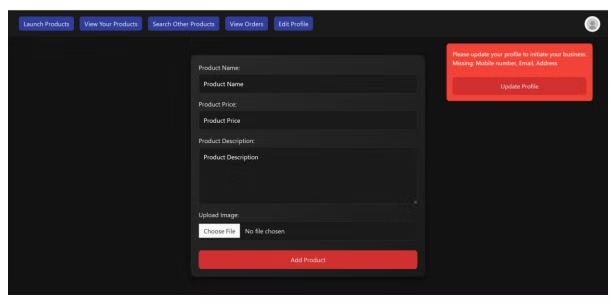 Launch Products View Your Products Search Other Products View Orders Edit Profile
Please update your profile to initiate your business.
Missing: Mobile number, Email, Address
Update Profile
Product Name:
Product Name
Product Price:
Product Price
Product Description:
Product Description
Upload Image:
Choose File No file chosen
Add Product